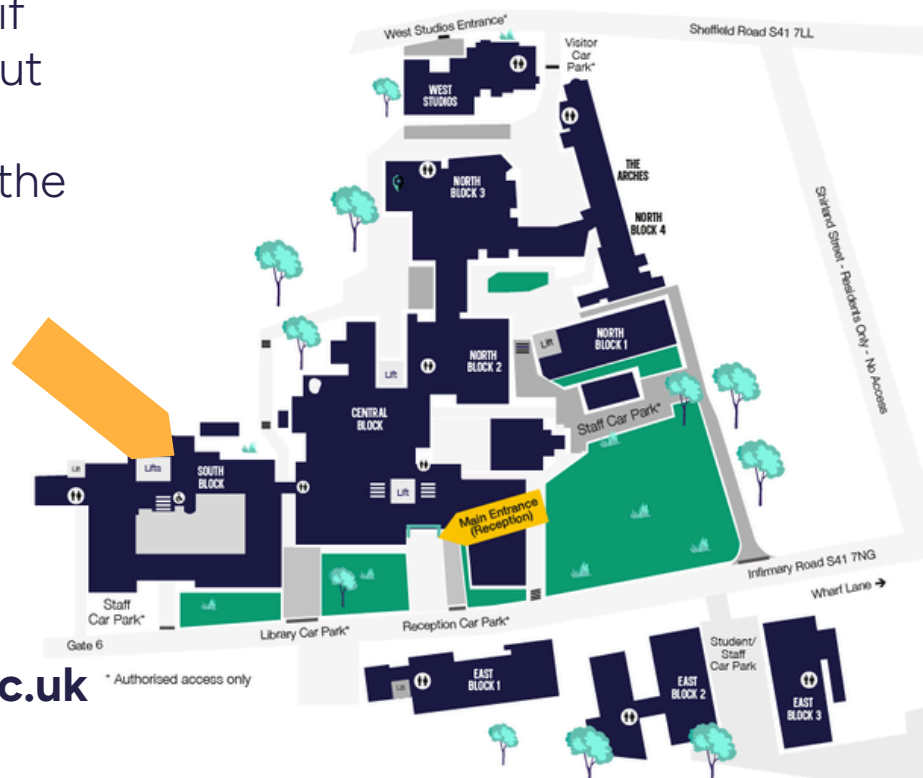 if
ut
the
c.uk
West Studios Entrance*
Sheffield Road S41 7LL
Visitor
Car
Park*
WEST
STUDIOS
THE
ARCHES
NORTH
BLOCK 3
NORTH
BLOCK 4
Shirland Street - Residents Only - No Access
NORTH
BLOCK 1
Lift
NORTH
BLOCK 2
Lift
CENTRAL
BLOCK
Staff Car Park*
Lift
Lifts
SOUTH
BLOCK
Lift
Main Entrance
(Reception)
Infirmary Road S41 7NG
Wharf Lane →
Staff
Car Park*
Gate 6
Library Car Park*
Reception Car Park*
* Authorised access only
Lift
EAST
BLOCK 1
EAST
BLOCK 2
Student/
Staff
Car Park
EAST
BLOCK 3